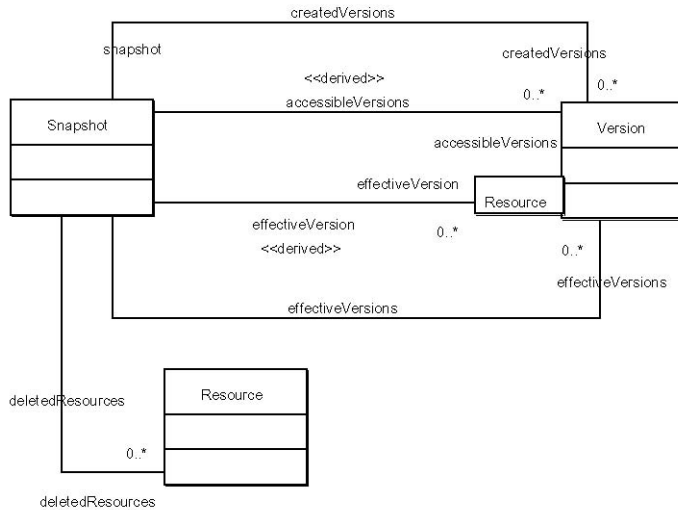 createdVersions
snapshot
createdVersions
<<derived>>
0..*
0..*
accessibleVersions
Snapshot
Version
accessibleVersions
effectiveVersion
Resource
effectiveVersion
0..*
<<derived>>
0..*
effectiveVersions
effectiveVersions
Resource
deletedResources
0..*
deletedResources